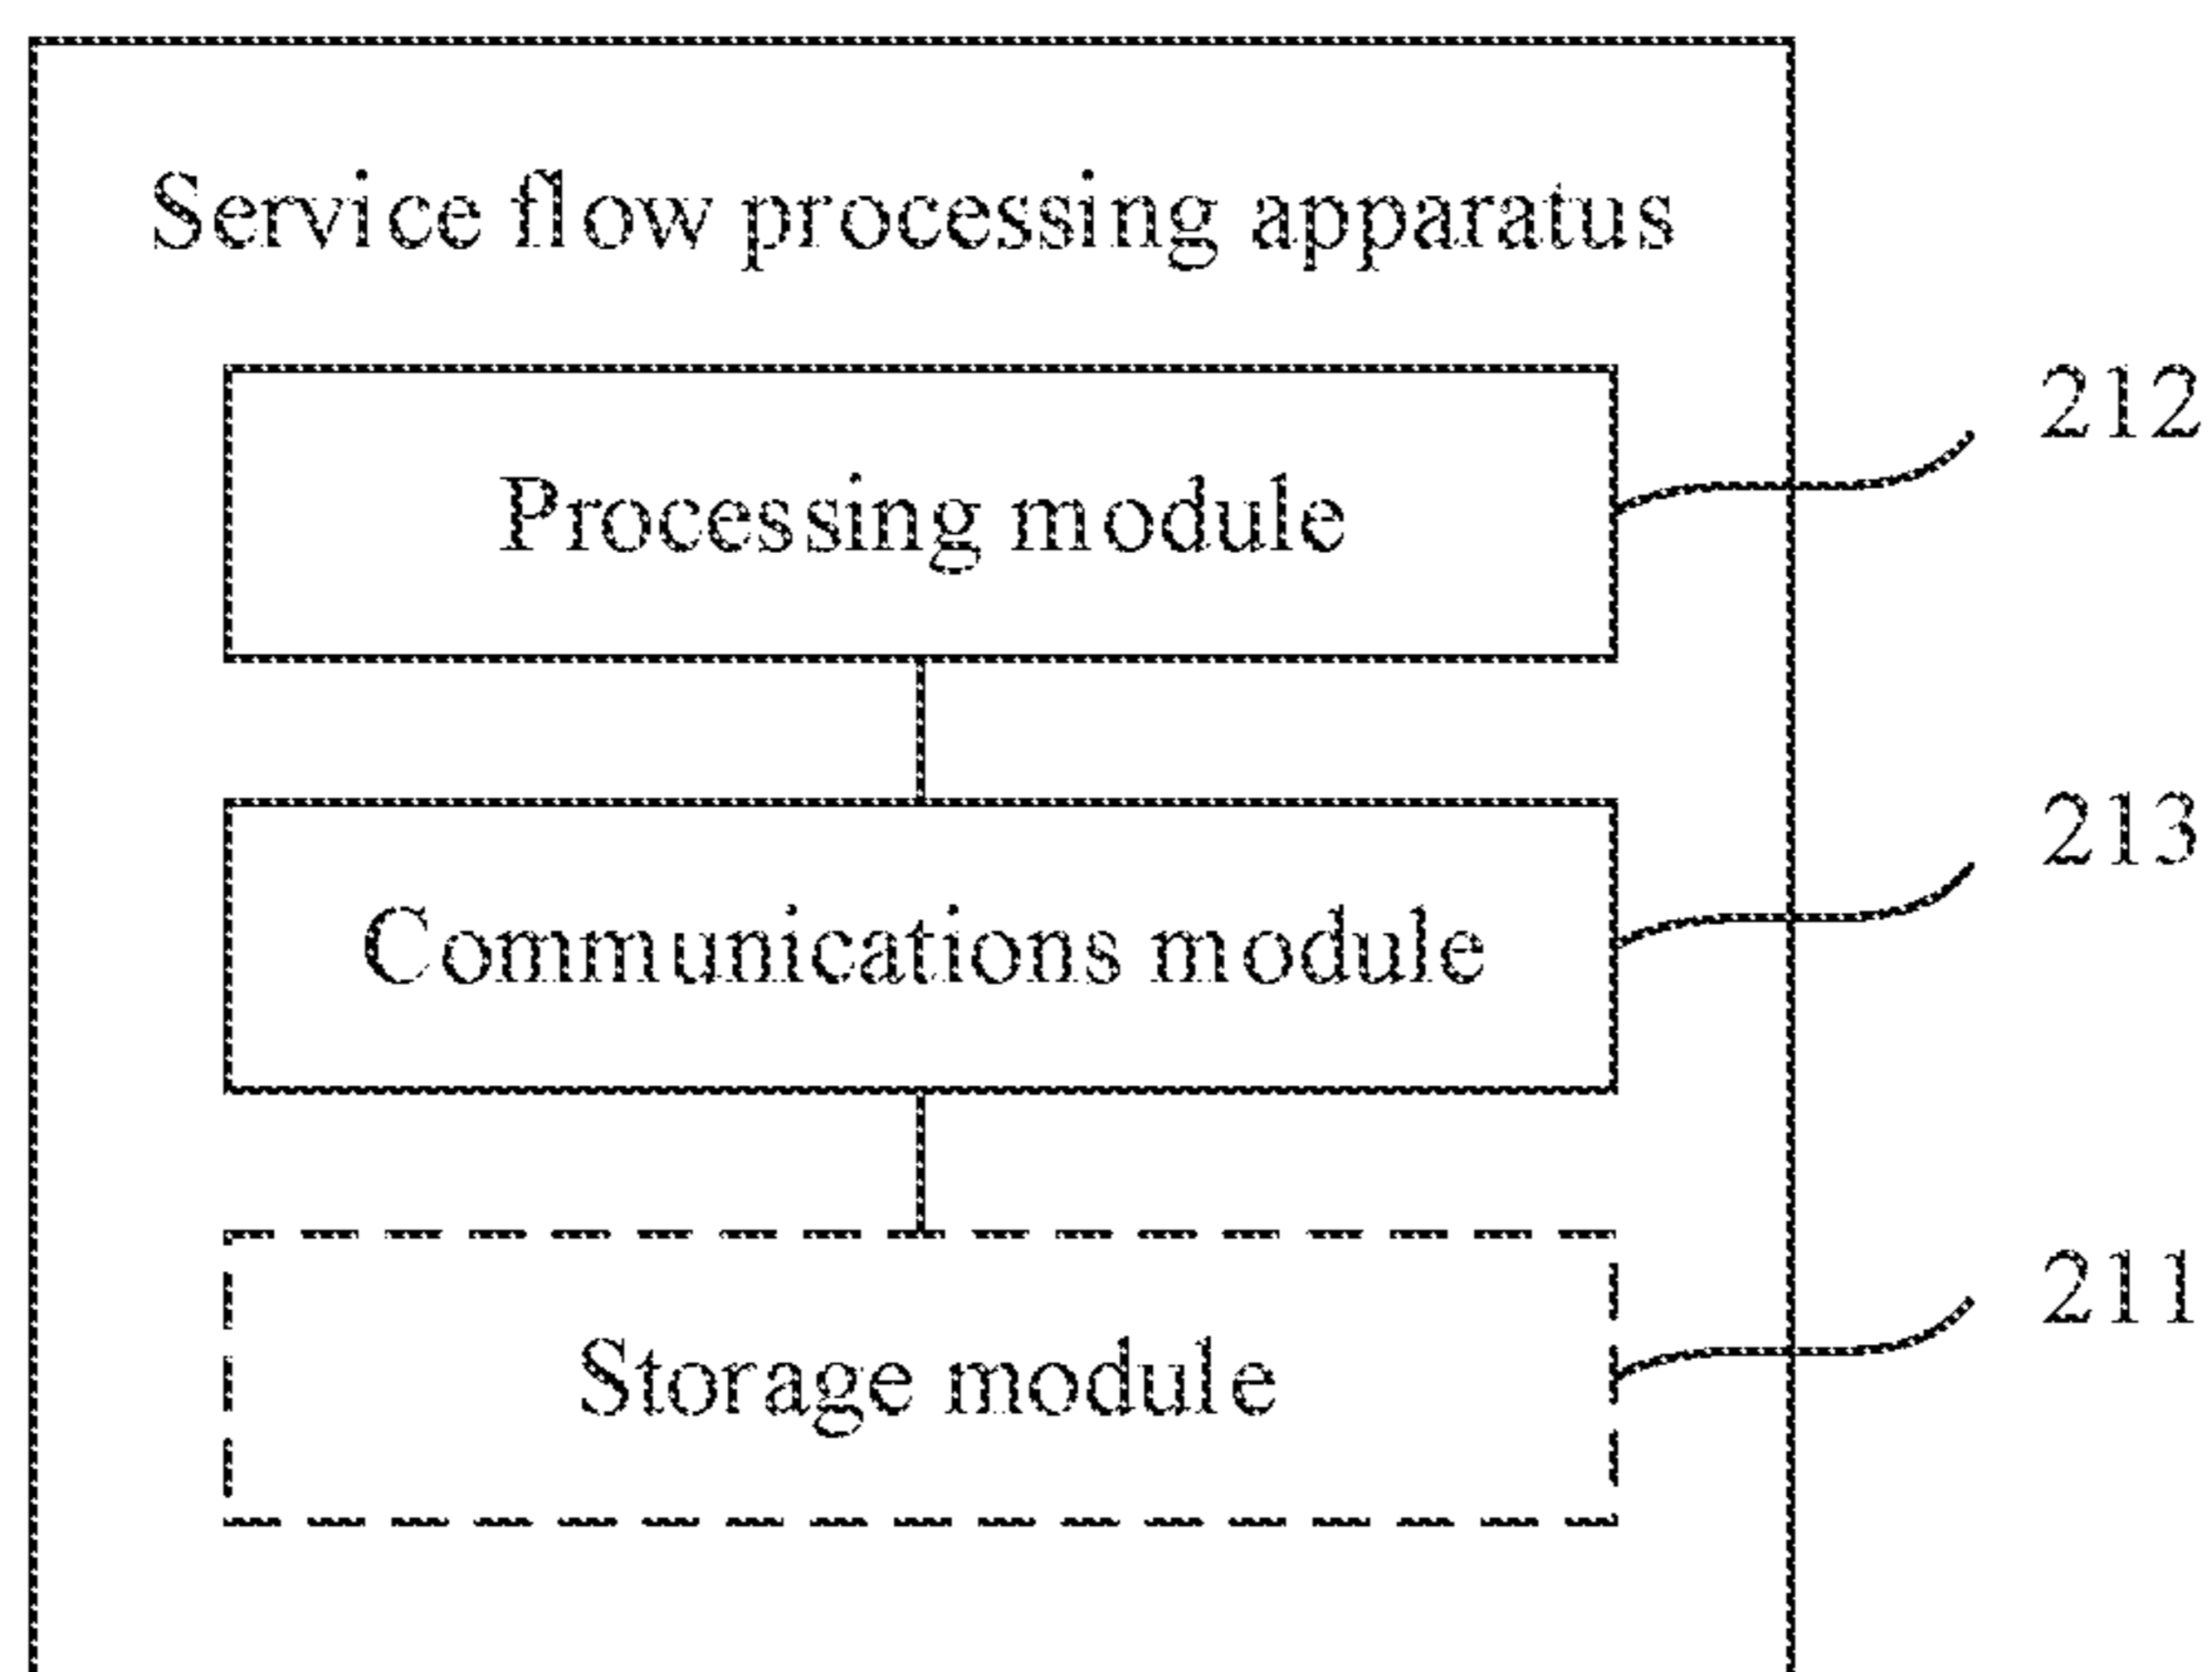 Service flow processing apparatus
212
Processing module
213
Communications module
211
Storage module